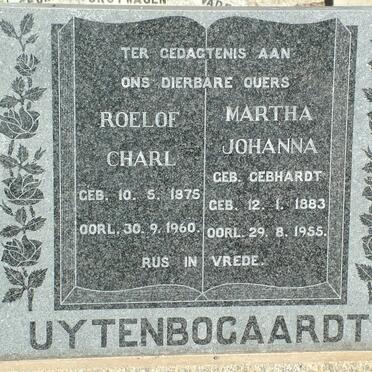 TER GEDAGTENIS AAN
ONS DIERBARE OUERS
ROELOF
CHARL
GEB. 10. 5. 1875
OORL. 30. 9. 1960.
MARTHA
JOHANNA
GEB. GEBHARDT
GEB. 12. 1. 1883
OORL. 29. 8. 1955.
RUS IN VREDE.
UYTENBOGAARDT